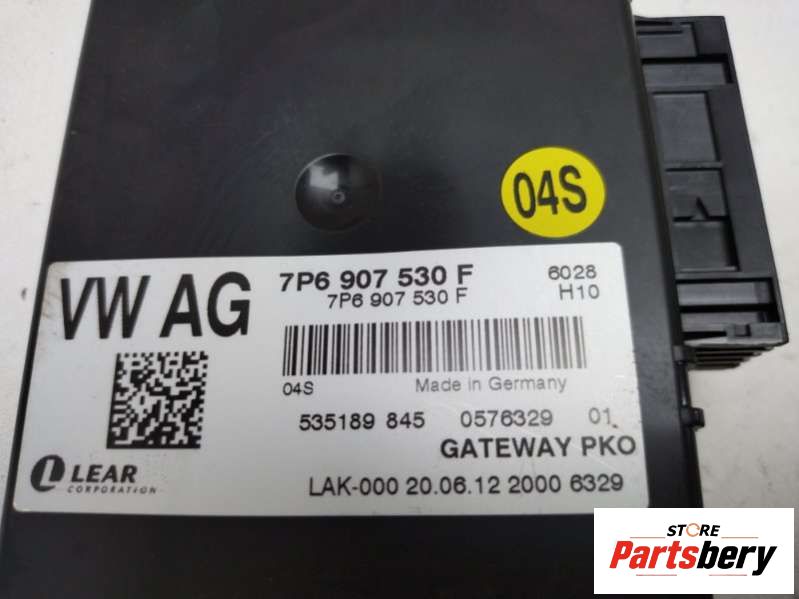 04S
VW AG
7P6 907 530 F
7P6 907 530 F
6028
H10
04S
Made in Germany
535189 845 0576329 01
GATEWAY PKO
LEAR
CORPORATION
LAK-000 20.06.12 2000 6329
STORE
Partsbery